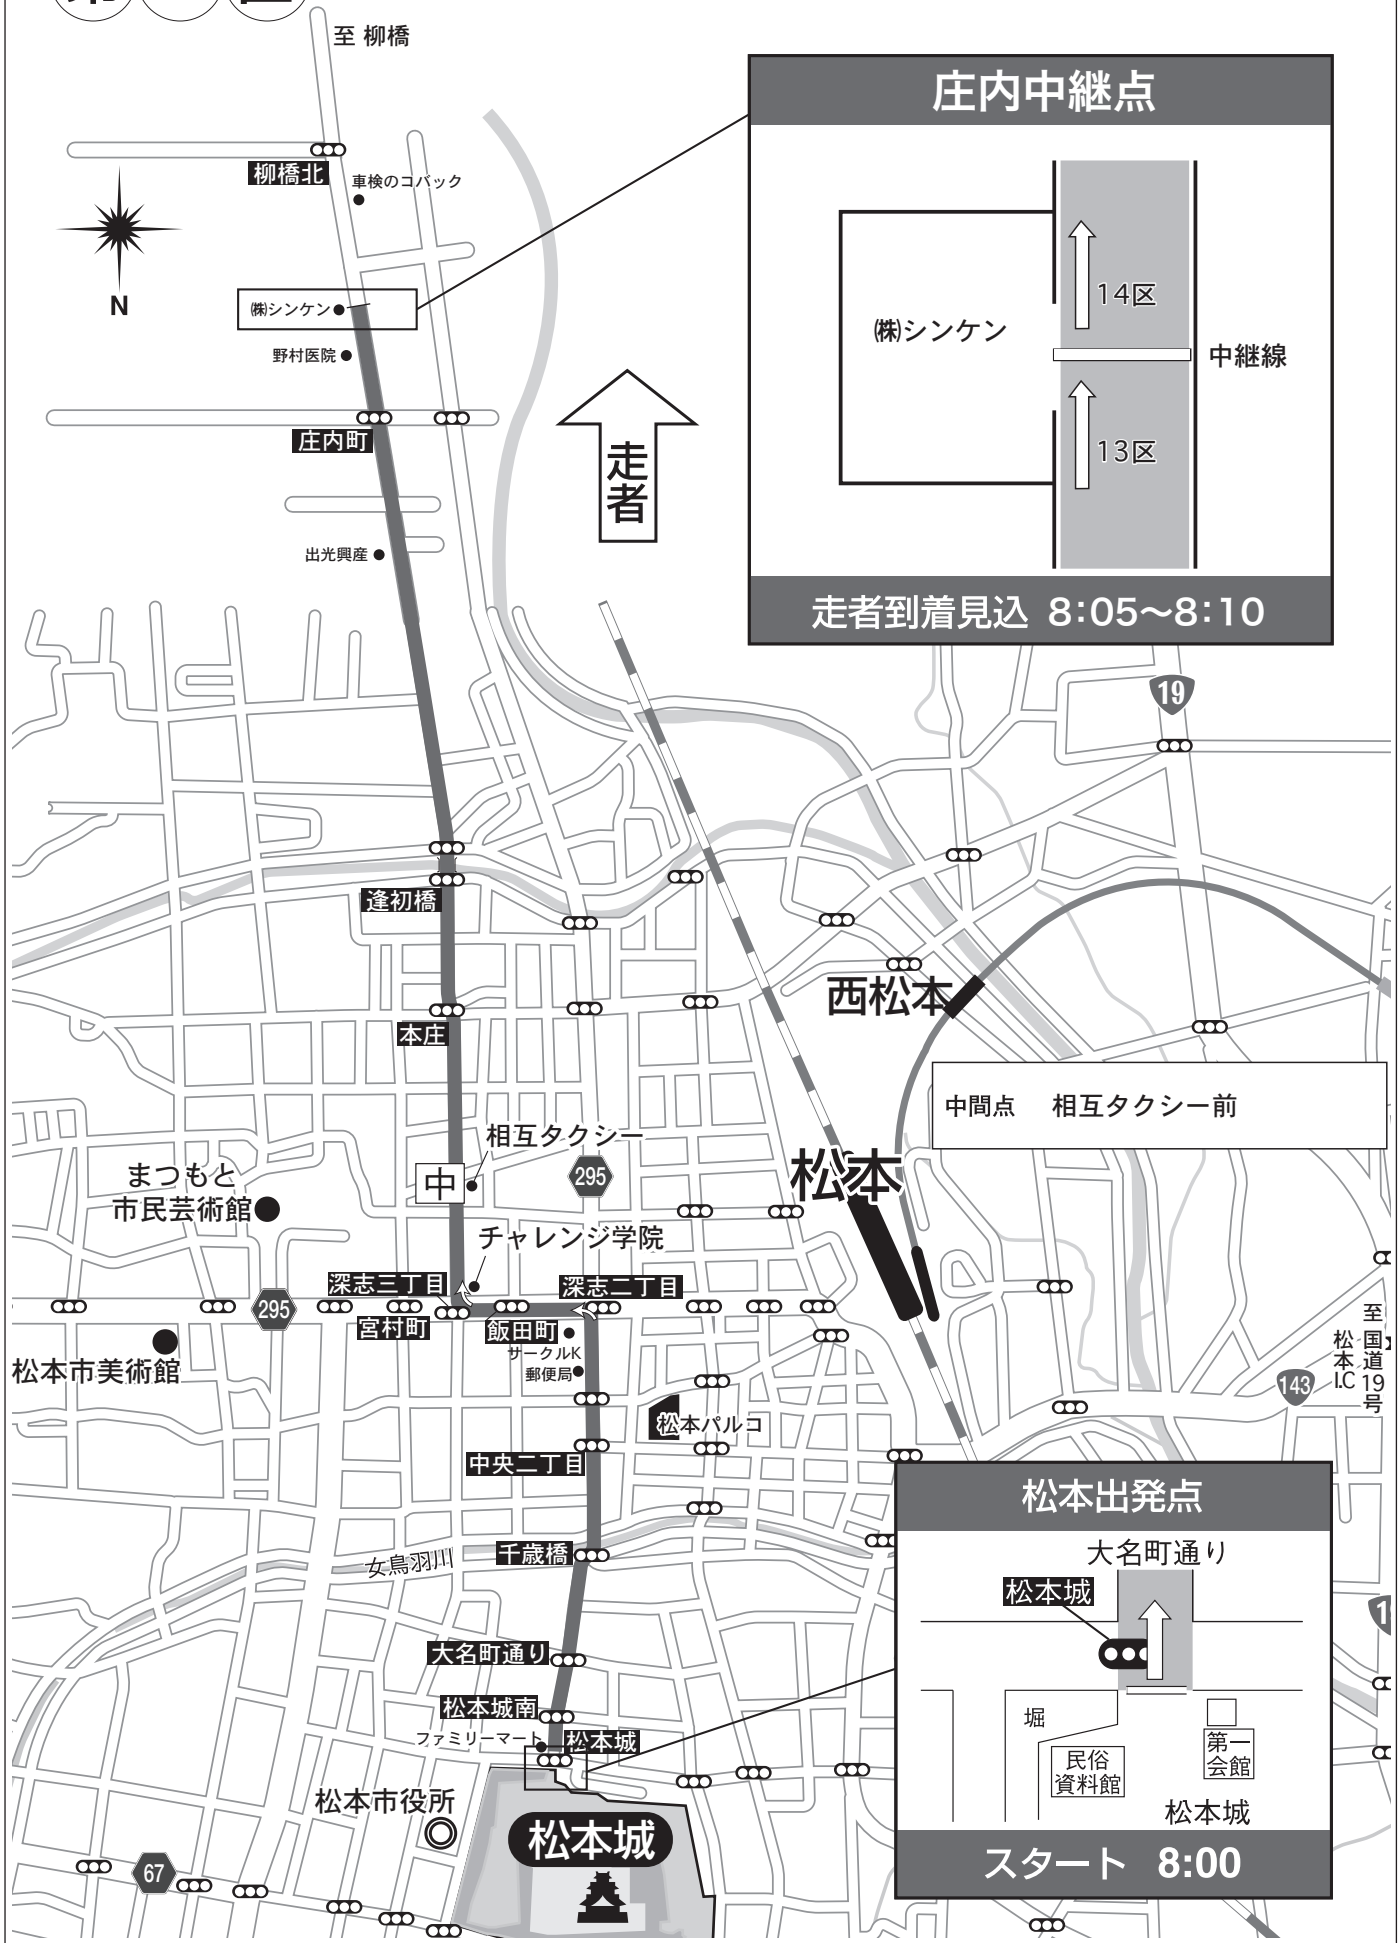 至 柳橋
柳橋北
車検のコバック
N
㈱シンケン
野村医院
庄内町
出光興産
走者
庄内中継点
14区
㈱シンケン
中継線
13区
走者到着見込 8:05〜8:10
19
逢初橋
西松本
本庄
中間点 相互タクシー前
相互タクシー
中
295
松本
まつもと
市民芸術館
チャレンジ学院
深志三丁目
深志二丁目
295
宮村町
飯田町
サークルK
郵便局
松本市美術館
至国道19号
松本I.C
143
松本パルコ
中央二丁目
女鳥羽川
千歳橋
大名町通り
松本城南
ファミリーマート
松本城
松本市役所
松本城
67
松本出発点
大名町通り
松本城
堀
民俗
資料館
第一
会館
松本城
スタート 8:00